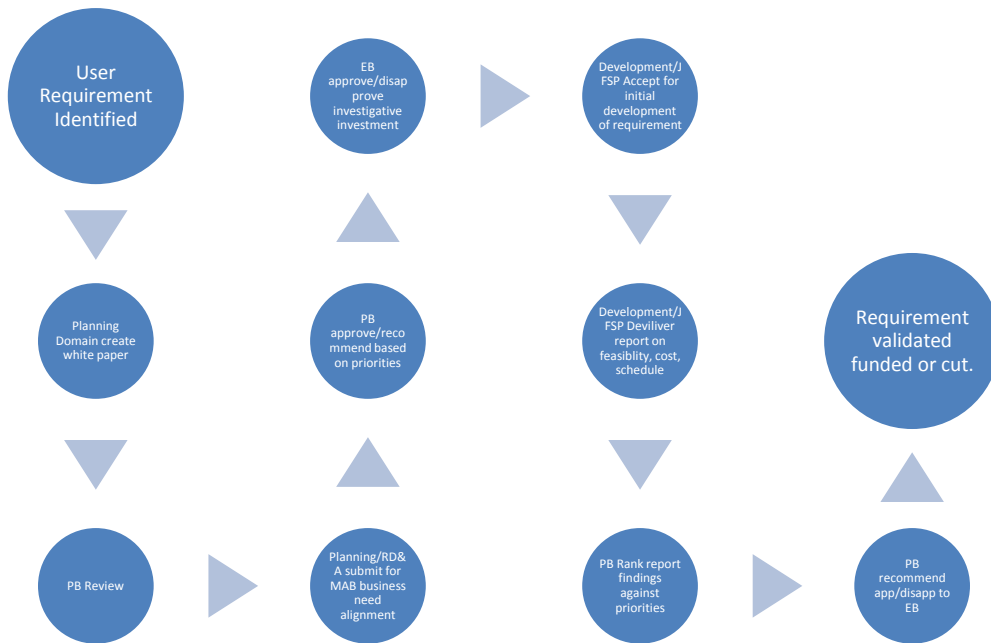 User
Requirement
Identified
Planning
Domain create
white paper
PB Review
Planning/RD&
A submit for
MAB business
need
alignment
PB
approve/reco
mmend based
on priorities
EB
approve/disap
prove
investigative
investment
Development/J
FSP Accept for
initial
development
of requirement
Development/J
FSP Deviliver
report on
feasiblity, cost,
schedule
PB Rank report
findings
against
priorities
PB
recommend
app/disapp to
EB
Requirement
validated
funded or cut.